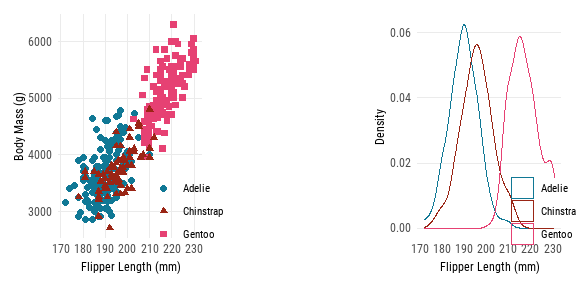 6000
5000
4000
3000
Body Mass (g)
170 180 190 200 210 220 230
Flipper Length (mm)
Adelie
Chinstrap
Gentoo
0.06
0.04
0.02
0.00
Density
170 180 190 200 210 220 230
Flipper Length (mm)
Adelie
Chinstra
Gentoo